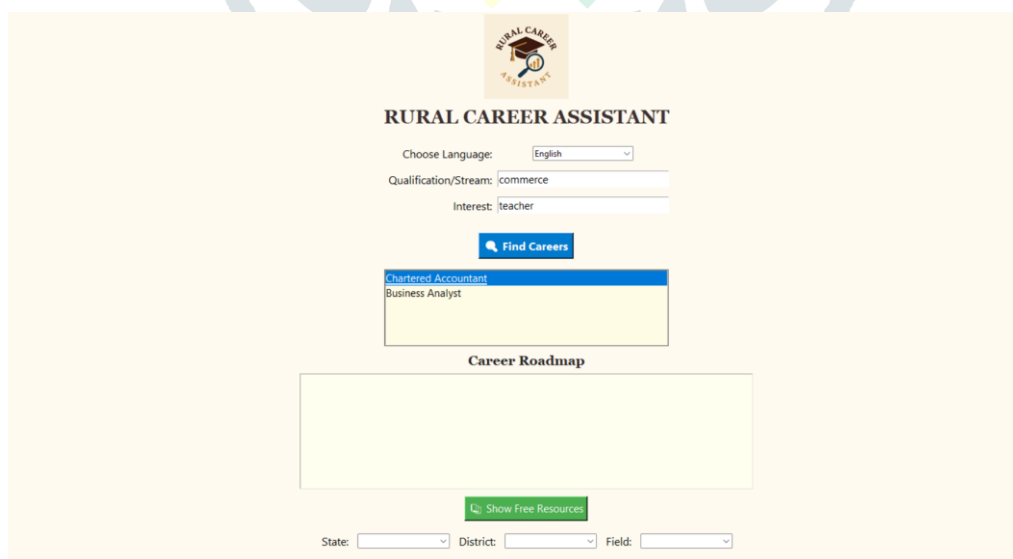 RURAL CAREER
ASSISTANT
RURAL CAREER ASSISTANT
Choose Language: English
Qualification/Stream: commerce
Interest: teacher
Find Careers
Chartered Accountant
Business Analyst
Career Roadmap
Show Free Resources
State: District: Field: